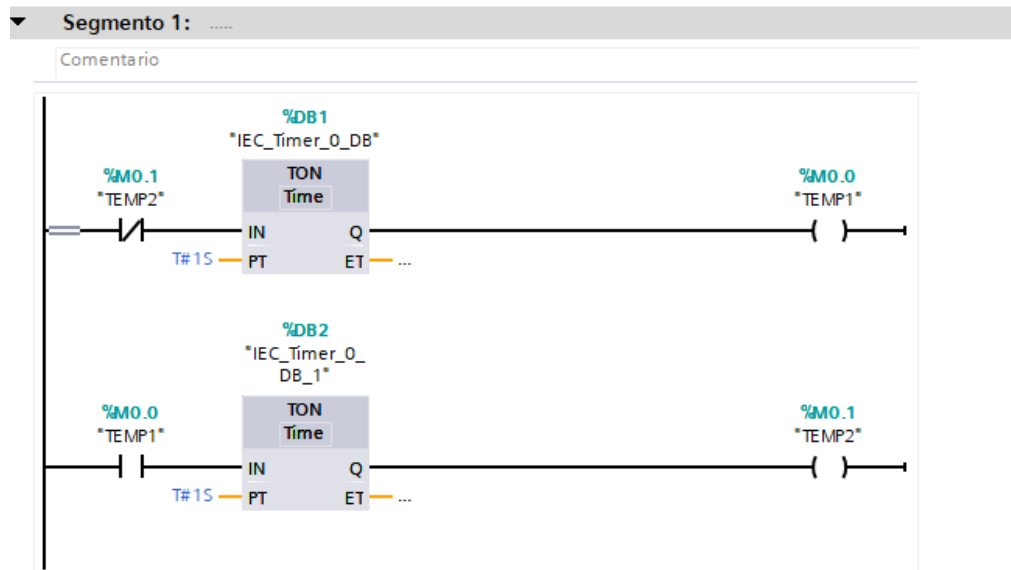 Segmento 1: .....
Comentario
%DB1
"IEC_Timer_0_DB"
%M0.1
"TEMP2"
TON
Time
%M0.0
"TEMP1"
IN Q
T#1S PT ET ...
%DB2
"IEC_Timer_0_
DB_1"
%M0.0
"TEMP1"
TON
Time
%M0.1
"TEMP2"
IN Q
T#1S PT ET ...